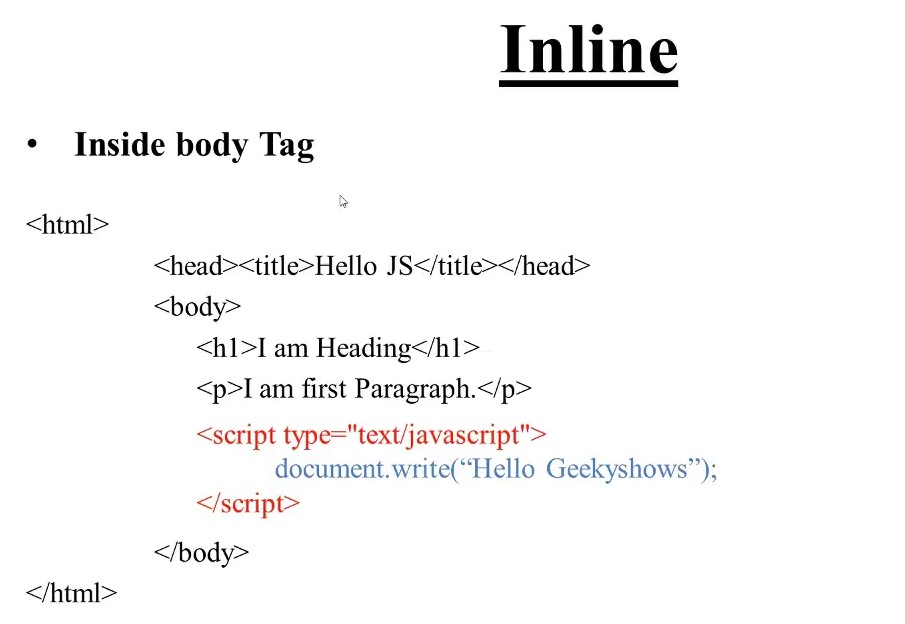 Inline
• Inside body Tag
<html>
<head><title>Hello JS</title></head>
<body>
<h1>I am Heading</h1>
<p>I am first Paragraph.</p>
<script type="text/javascript">
document.write(“Hello Geekyshows”);
</script>
</body>
</html>